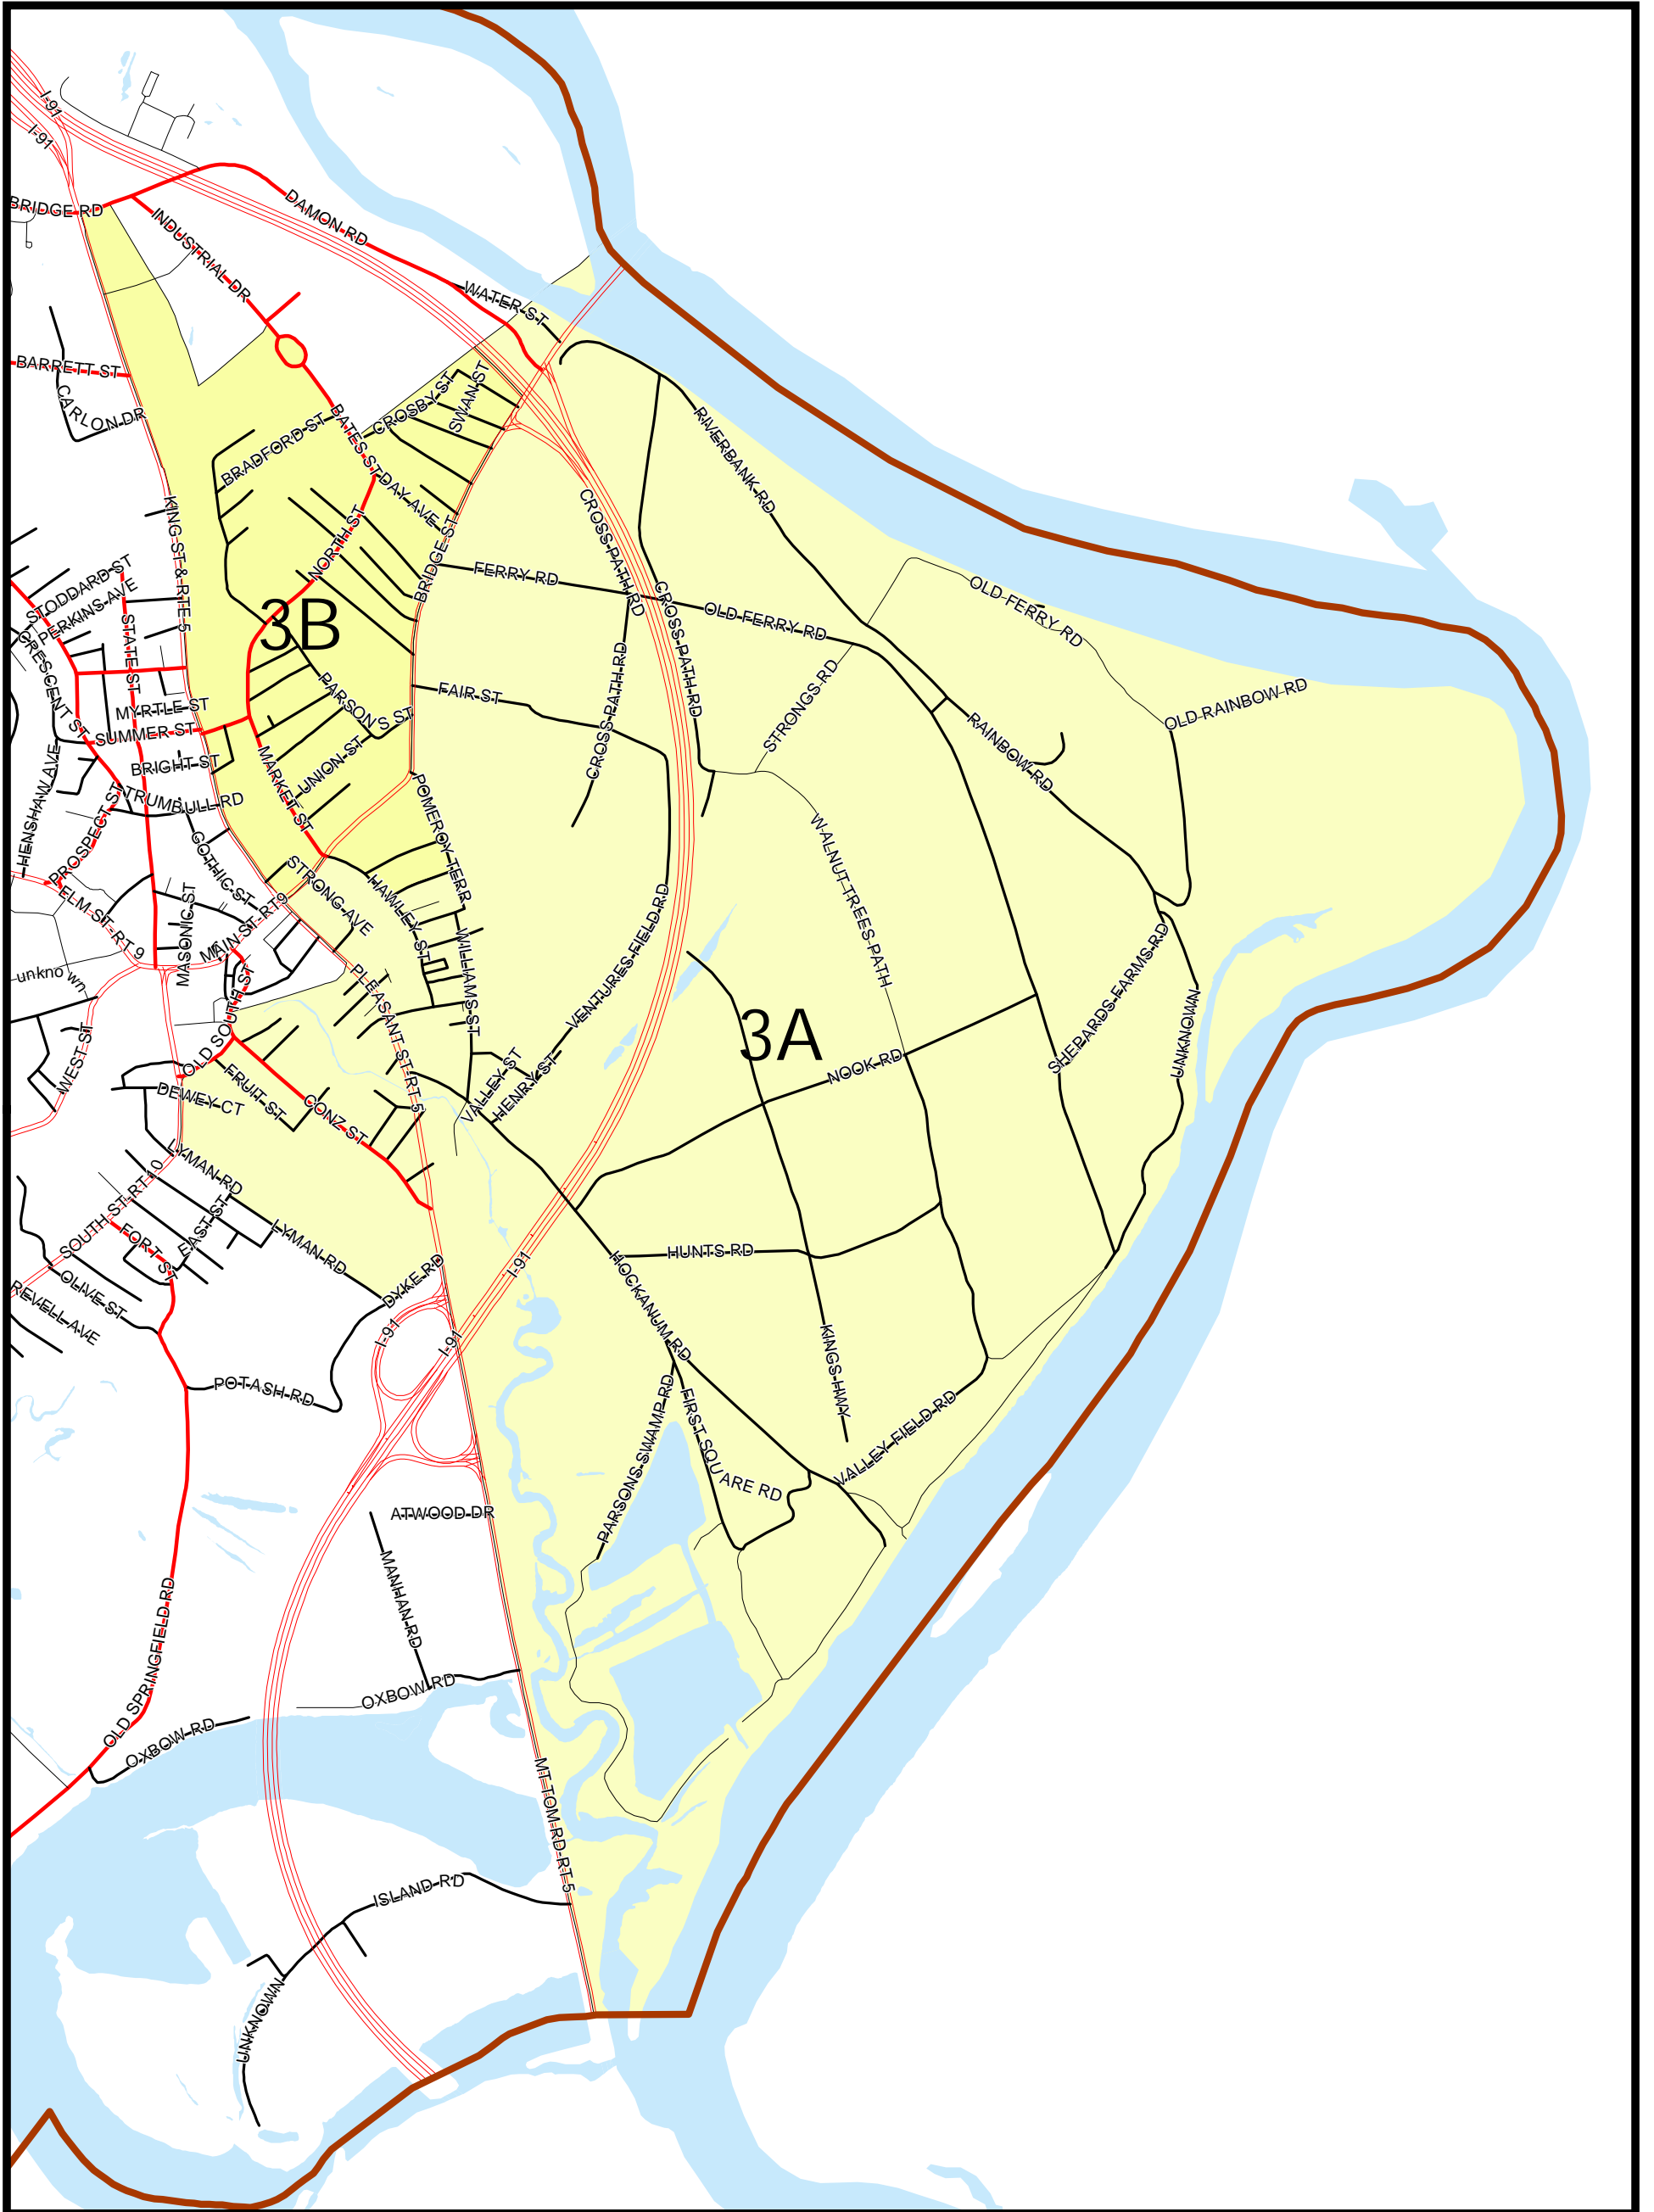 I-91
I-91
BRIDGE RD
DAMON RD
INDUSTRIAL DR
WATER ST
BARRETT ST
CARLON DR
CROSBY ST
SWAN ST
BRADFORD ST
BATES ST
DAY AVE
RIVERBANK RD
KING ST & RTE 5
NORTH ST
BRIDGE ST
CROSS PATH RD
FERRY RD
CROSS PATH RD
OLD FERRY RD
OLD FERRY RD
STODDARD ST
PERKINS AVE
CRESCENT ST
STATE ST
3B
PARSON'S ST
FAIR ST
CROSS PATH RD
STRONGS RD
OLD RAINBOW RD
RAINBOW RD
MYRTLE ST
SUMMER ST
BRIGHT ST
UNION ST
MARKET ST
HENSHAW AVE
TRUMBULL RD
PROSPECT ST
GOTHIC ST
POMEROY TERR
WALNUT TREES PATH
STRONG AVE
HAWLEY ST
ELM ST - RT 9
MASONIC ST
MAIN ST - RT 9
WILLIAMS ST
VENTURES FIELD RD
unknown
PLEASANT ST - RT 5
OLD SOUTH ST
SHEPARDS FARMS RD
UNKNOWN
3A
NOOK RD
WEST ST
FRUIT ST
DEWEY CT
CONZ ST
VALLEY ST
HENRY ST
LYMAN RD
SOUTH ST - RT 10
EAST ST
FORT ST
LYMAN RD
DYKE RD
I-91
HUNTS RD
HOCKANUM RD
OLIVE ST
REVELL AVE
I-91
I-91
KINGS HWY
POTASH RD
PARSONS SWAMP RD
FIRST SQUARE RD
VALLEY FIELD RD
ATWOOD DR
MANHAN RD
OLD SPRINGFIELD RD
OXBOW RD
OXBOW RD
MT TOM RD - RT 5
ISLAND RD
UNKNOWN